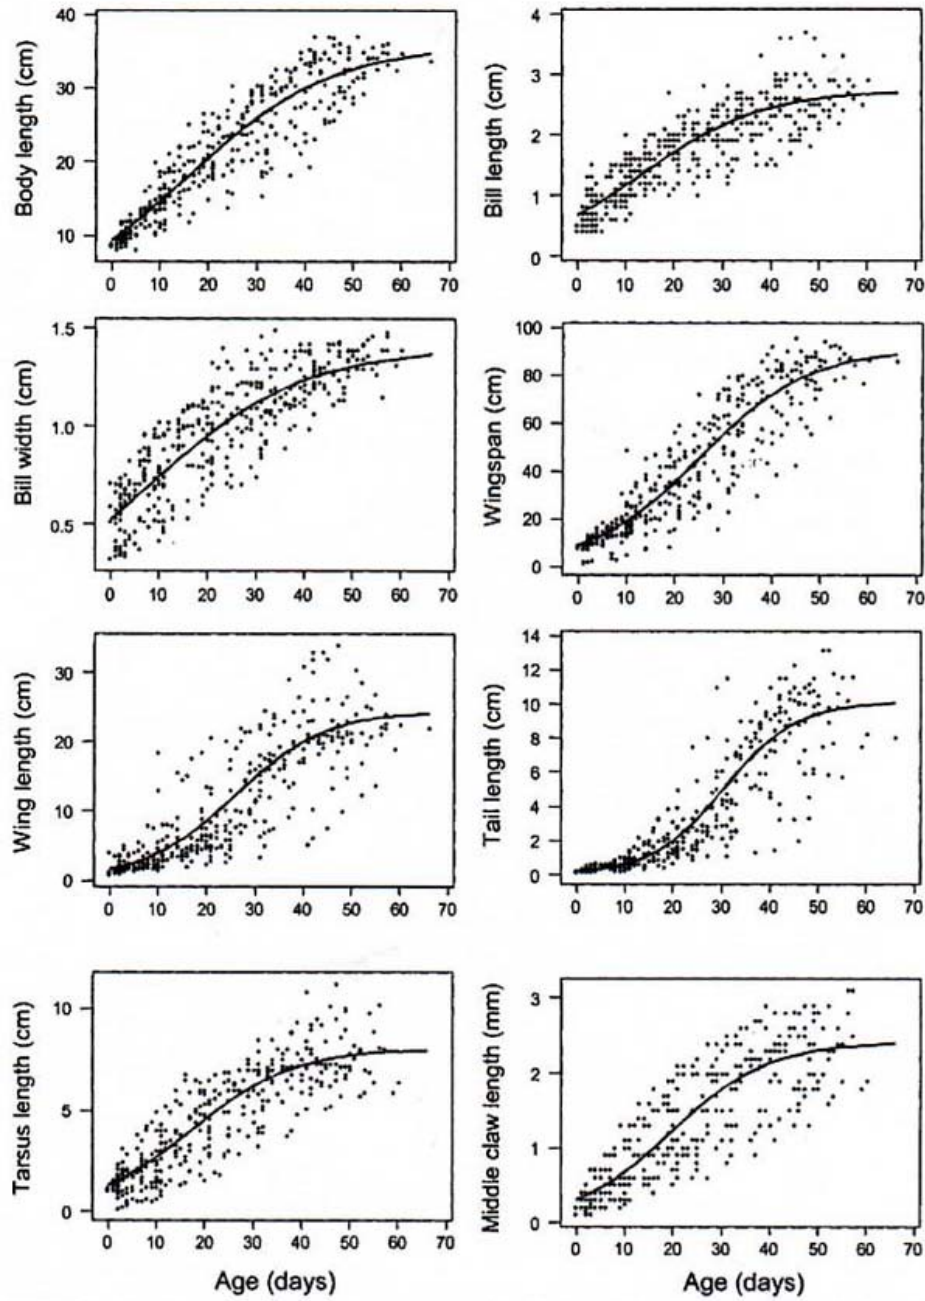 Body length (cm)
40
30
20
10
0 10 20 30 40 50 60 70
Bill length (cm)
4
3
2
1
0
0 10 20 30 40 50 60 70
Bill width (cm)
1.5
1.0
0.5
0 10 20 30 40 50 60 70
Wingspan (cm)
100
80
60
40
20
0
0 10 20 30 40 50 60 70
Wing length (cm)
30
20
10
0
0 10 20 30 40 50 60 70
Tail length (cm)
14
12
10
8
6
4
2
0
0 10 20 30 40 50 60 70
Tarsus length (cm)
10
5
0
0 10 20 30 40 50 60 70
Age (days)
Middle claw length (mm)
3
2
1
0
0 10 20 30 40 50 60 70
Age (days)